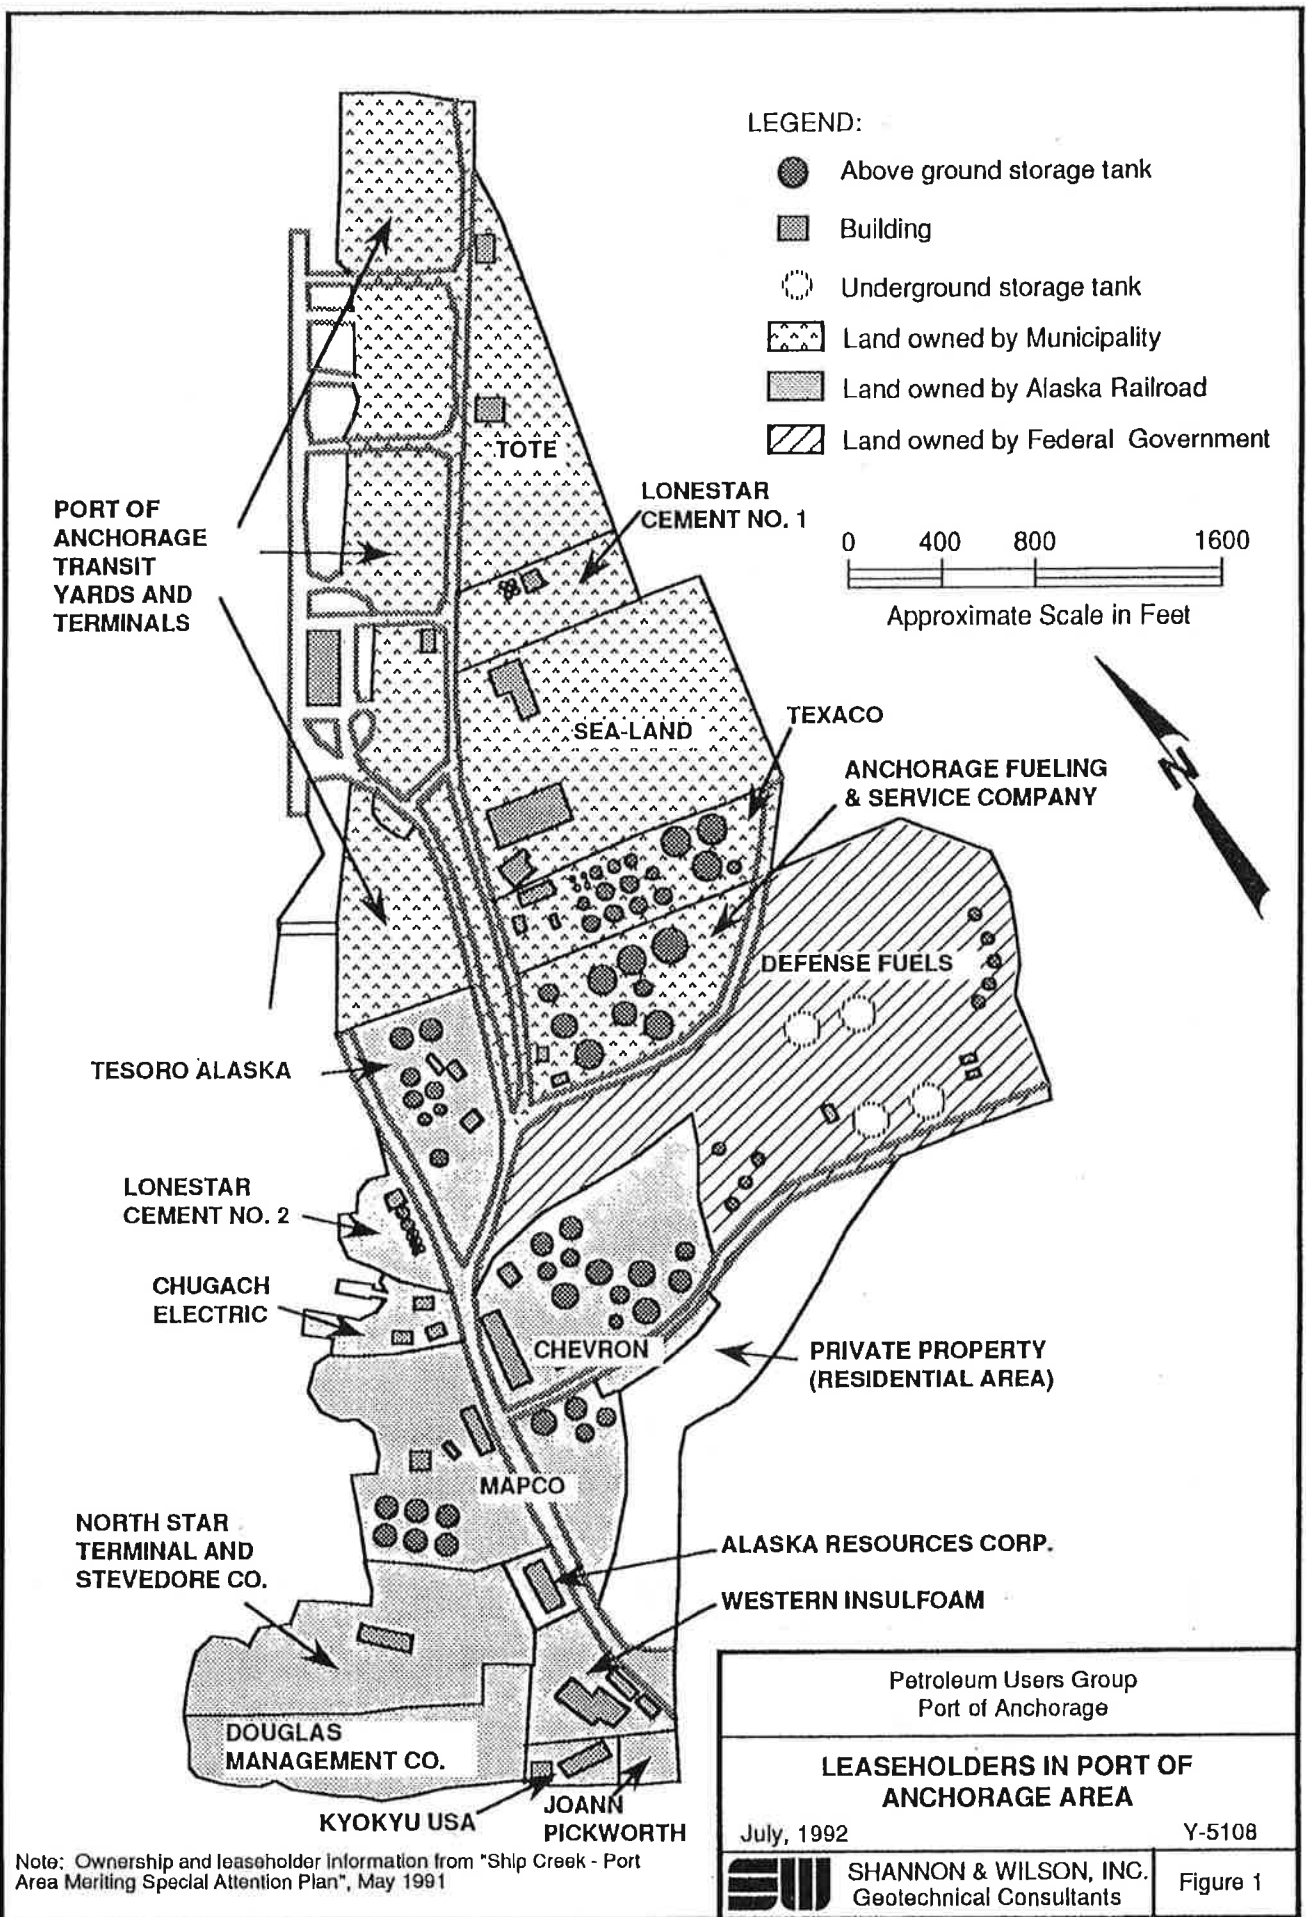 LEGEND:
Above ground storage tank
Building
Underground storage tank
Land owned by Municipality
Land owned by Alaska Railroad
Land owned by Federal Government
TOTE
LONESTAR
CEMENT NO. 1
PORT OF
ANCHORAGE
TRANSIT
YARDS AND
TERMINALS
0 400 800 1600
Approximate Scale in Feet
N
SEA-LAND
TEXACO
ANCHORAGE FUELING
& SERVICE COMPANY
DEFENSE FUELS
TESORO ALASKA
LONESTAR
CEMENT NO. 2
CHUGACH
ELECTRIC
CHEVRON
PRIVATE PROPERTY
(RESIDENTIAL AREA)
MAPCO
NORTH STAR
TERMINAL AND
STEVEDORE CO.
ALASKA RESOURCES CORP.
WESTERN INSULFOAM
DOUGLAS
MANAGEMENT CO.
KYOKYU USA
JOANN
PICKWORTH
Note: Ownership and leaseholder information from "Ship Creek - Port
Area Meriting Special Attention Plan", May 1991
Petroleum Users Group
Port of Anchorage
LEASEHOLDERS IN PORT OF
ANCHORAGE AREA
July, 1992 Y-5108
SW
SHANNON & WILSON, INC.
Geotechnical Consultants
Figure 1